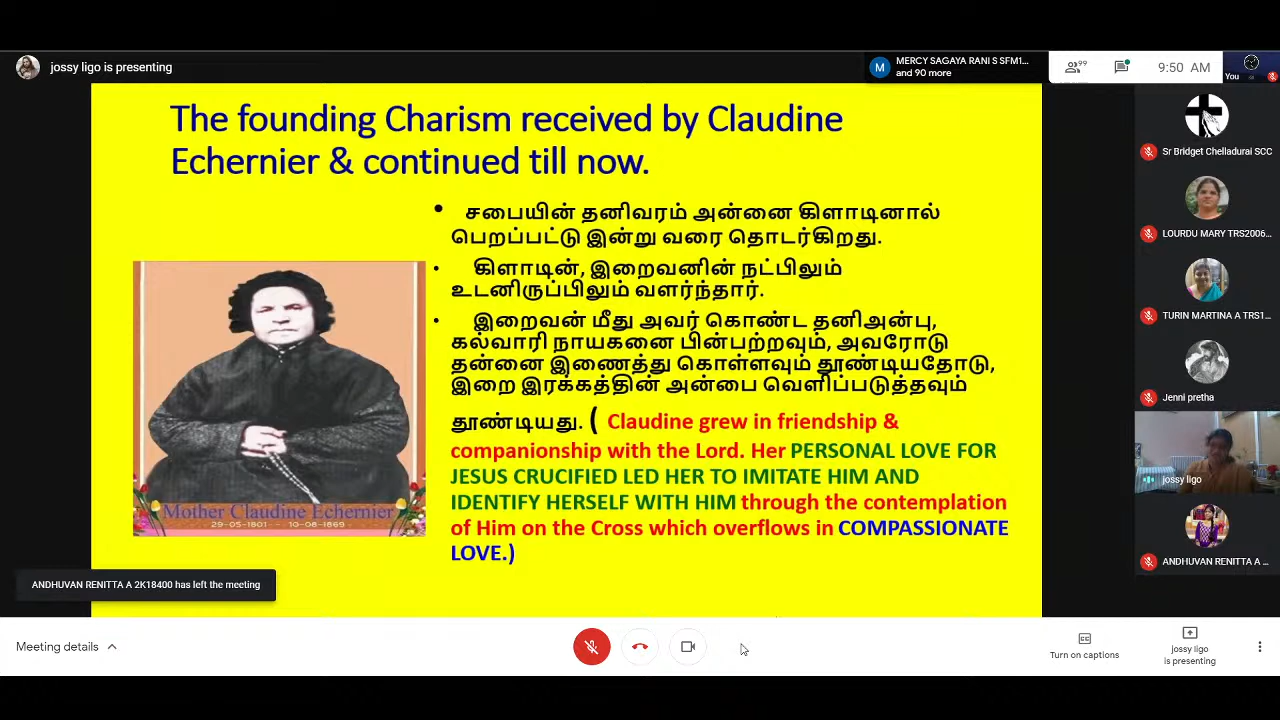 jossy ligo is presenting
MERCY SAGAYA RANI S SFM1...
and 90 more
99
9:50 AM
You
The founding Charism received by Claudine
Echernier & continued till now.
• சபையின் தனிவரம் அன்னை கிளாடினால்
பெறப்பட்டு இன்று வரை தொடர்கிறது.
• கிளாடின், இறைவனின் நட்பிலும்
உடனிருப்பிலும் வளர்ந்தார்.
• இறைவன் மீது அவர் கொண்ட தனிஅன்பு,
கல்வாரி நாயகனை பின்பற்றவும், அவரோடு
தன்னை இணைத்து கொள்ளவும் தூண்டியதோடு,
இறை இரக்கத்தின் அன்பை வெளிப்படுத்தவும்
தூண்டியது. ( Claudine grew in friendship &
companionship with the Lord. Her PERSONAL LOVE FOR
JESUS CRUCIFIED LED HER TO IMITATE HIM AND
IDENTIFY HERSELF WITH HIM through the contemplation
of Him on the Cross which overflows in COMPASSIONATE
LOVE.)
Mother Claudine Echernier
29-05-1801 - 10-06-1869
Sr Bridget Chelladurai SCC
LOURDU MARY TRS2006...
TURIN MARTINA A TRS1...
Jenni pretha
jossy ligo
ANDHUVAN RENITTA A ...
ANDHUVAN RENITTA A 2K18400 has left the meeting
Meeting details
Turn on captions
jossy ligo
is presenting